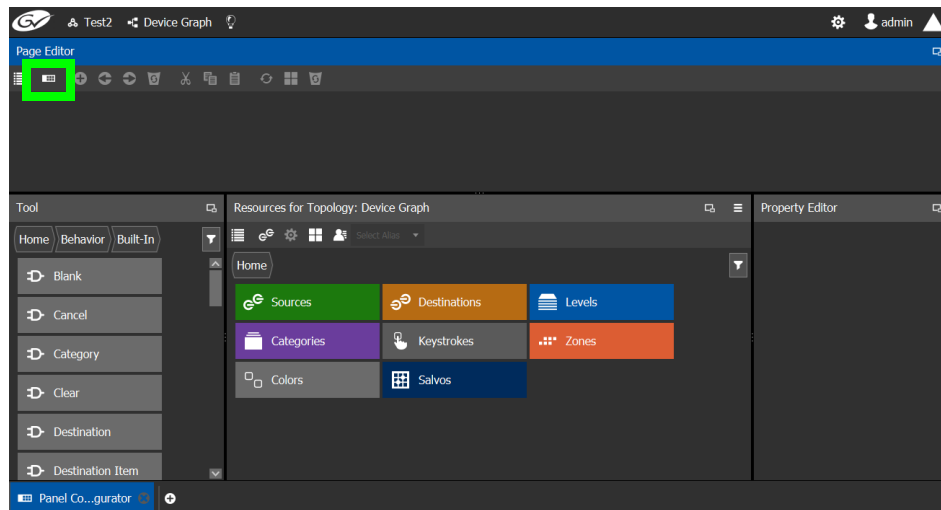 GV Test2 Device Graph admin
Page Editor
Tool Resources for Topology: Device Graph Property Editor
Home Behavior Built-In Select Alias
Home
Blank
Sources Destinations Levels
Cancel
Categories Keystrokes Zones
Category
Colors Salvos
Clear
Destination
Destination Item
Panel Co...gurator